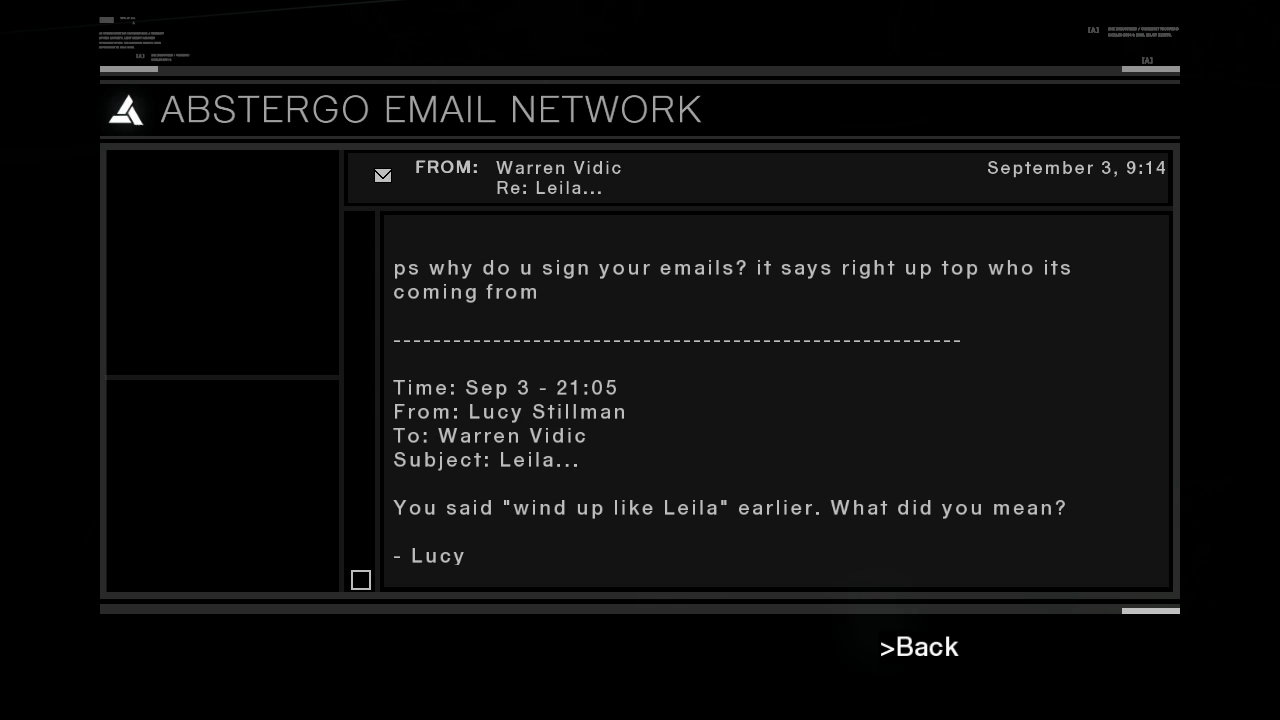 ABSTERGO EMAIL NETWORK
FROM: Warren Vidic September 3, 9:14
Re: Leila...
ps why do u sign your emails? it says right up top who its
coming from
---------------------------------------------------------
Time: Sep 3 - 21:05
From: Lucy Stillman
To: Warren Vidic
Subject: Leila...
You said "wind up like Leila" earlier. What did you mean?
- Lucy
>Back